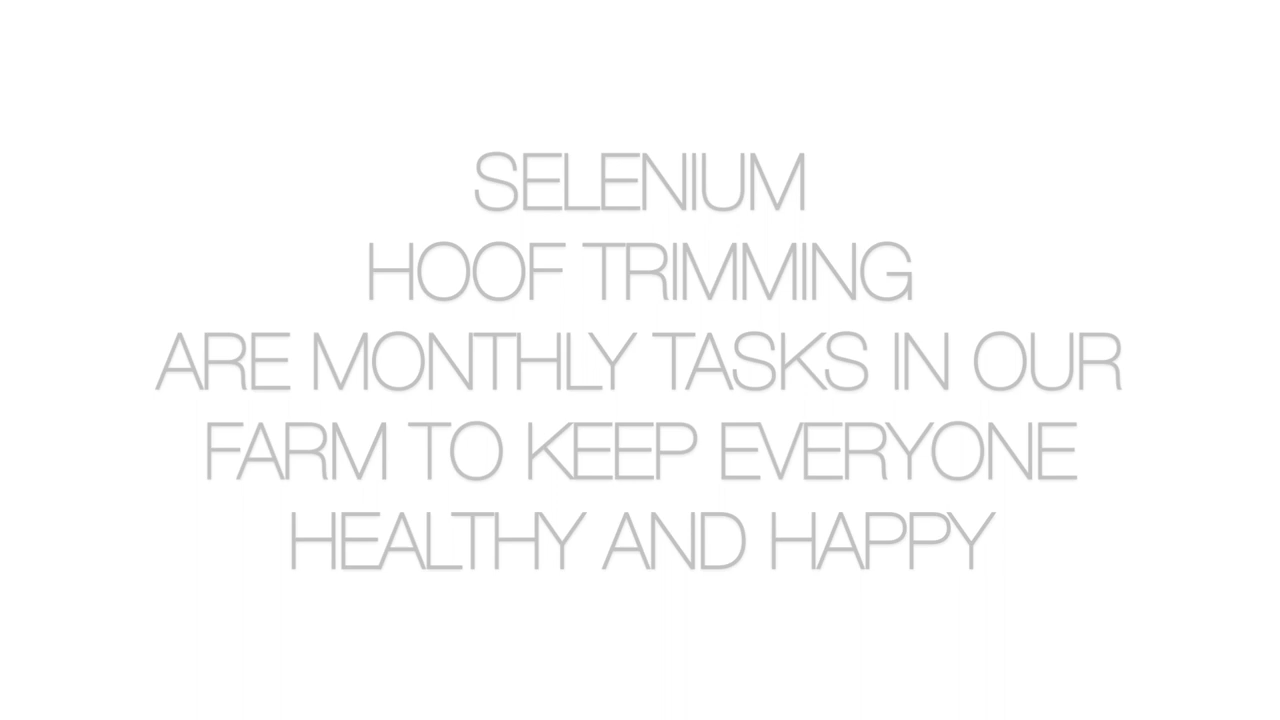 SELENIUM
HOOF TRIMMING
ARE MONTHLY TASKS IN OUR
FARM TO KEEP EVERYONE
HEALTHY AND HAPPY